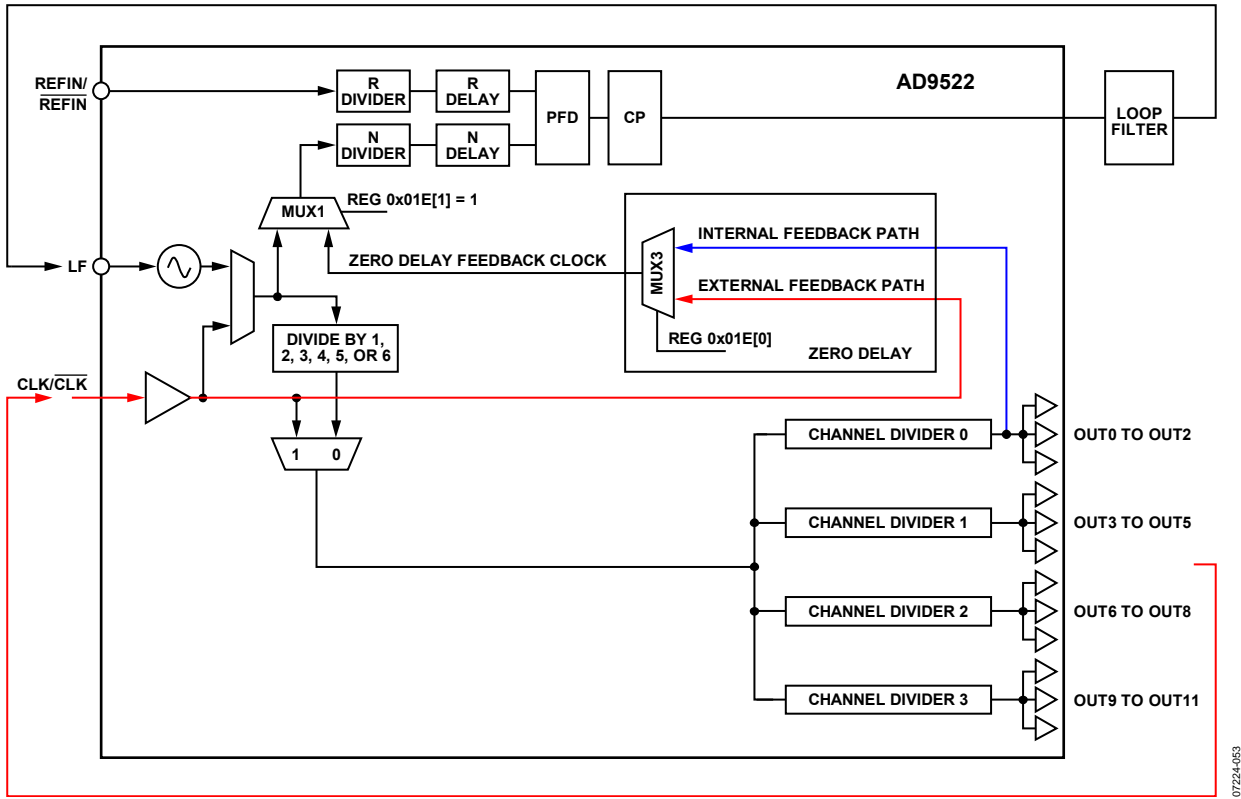 AD9522
REFIN/
REFIN
R
DIVIDER
R
DELAY
PFD
CP
LOOP
FILTER
N
DIVIDER
N
DELAY
REG 0x01E[1] = 1
MUX1
INTERNAL FEEDBACK PATH
LF
ZERO DELAY FEEDBACK CLOCK
MUX3
EXTERNAL FEEDBACK PATH
DIVIDE BY 1,
2, 3, 4, 5, OR 6
REG 0x01E[0]
ZERO DELAY
CLK/CLK
1 0
CHANNEL DIVIDER 0
OUT0 TO OUT2
CHANNEL DIVIDER 1
OUT3 TO OUT5
CHANNEL DIVIDER 2
OUT6 TO OUT8
CHANNEL DIVIDER 3
OUT9 TO OUT11
07224-053